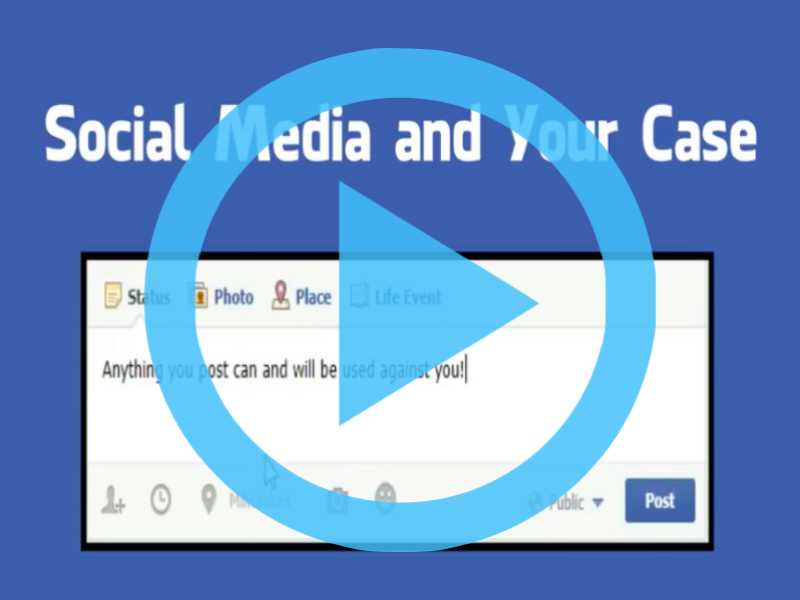 Social Media and Your Case
Status Photo Place Life Event
Anything you post can and will be used against you!
Public Post